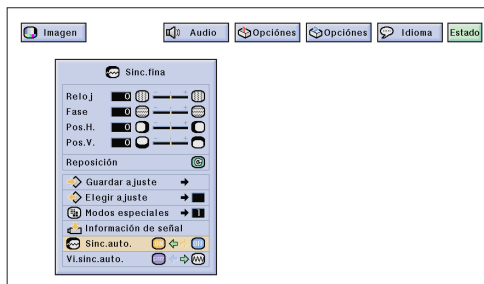 Imagen Audio Opciónes Opciónes Idioma Estado
Sinc.fina
Reloj 0
Fase 0
Pos.H. 0
Pos.V. 0
Reposición
Guardar ajuste
Elegir ajuste
Modos especiales 1
Información de señal
Sinc.auto.
Vi.sinc.auto.